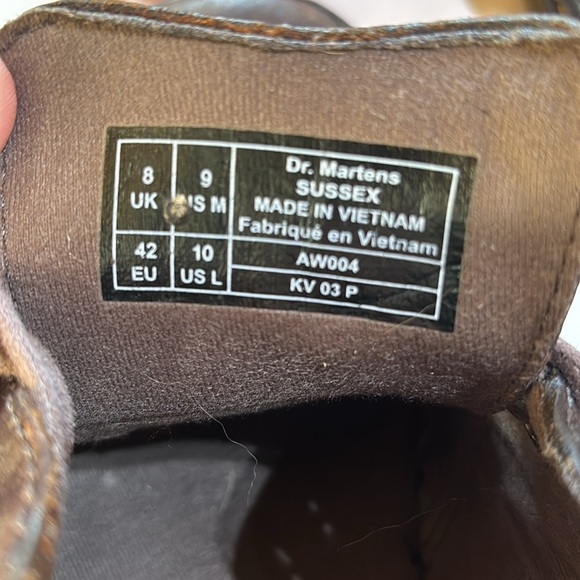 8
UK
9
US M
42
EU
10
US L
Dr. Martens
SUSSEX
MADE IN VIETNAM
Fabriqué en Vietnam
AW004
KV 03 P